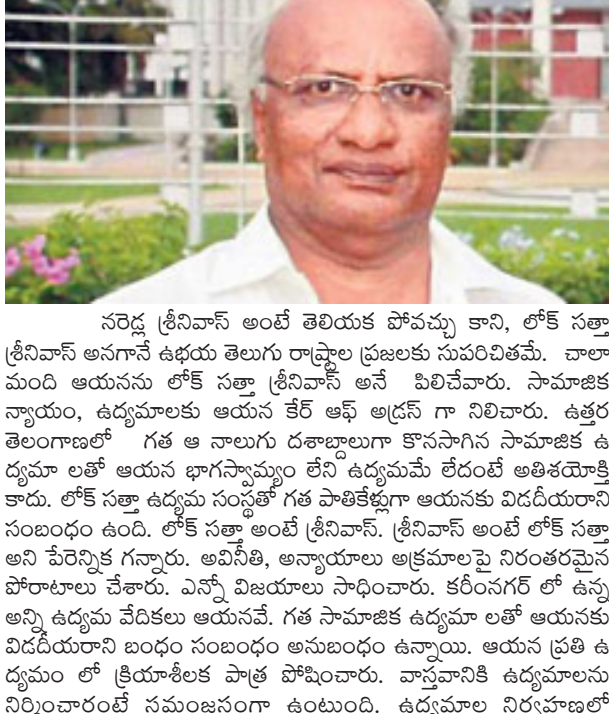 నరెడ్ల శ్రీనివాస్ అంటే తెలియక పోవచ్చు కాని, లోక్ సత్తా
శ్రీనివాస్ అనగానే ఉభయ తెలుగు రాష్ట్రాల ప్రజలకు సుపరిచితమే. చాలా
మంది ఆయనను లోక్ సత్తా శ్రీనివాస్ అనే పిలిచేవారు. సామాజిక
న్యాయం, ఉద్యమాలకు ఆయన కేర్ ఆఫ్ అడ్రస్ గా నిలిచారు. ఉత్తర
తెలంగాణలో గత ఆ నాలుగు దశాబ్దాలుగా కొనసాగిన సామాజిక ఉ
ద్యమా లతో ఆయన భాగస్వామ్యం లేని ఉద్యమమే లేదంటే అతిశయోక్తి
కాదు. లోక్ సత్తా ఉద్యమ సంస్థతో గత పాతికేళ్లుగా ఆయనకు విడదీయరాని
సంబంధం ఉంది. లోక్ సత్తా అంటే శ్రీనివాస్. శ్రీనివాస్ అంటే లోక్ సత్తా
అని పేరెన్నిక గన్నారు. అవినీతి, అన్యాయాలు అక్రమాలపై నిరంతరమైన
పోరాటాలు చేశారు. ఎన్నో విజయాలు సాధించారు. కరీంనగర్ లో ఉన్న
అన్ని ఉద్యమ వేదికలు ఆయనవే. గత సామాజిక ఉద్యమా లతో ఆయనకు
విడదీయరాని బంధం సంబంధం అనుబంధం ఉన్నాయి. ఆయన ప్రతి ఉ
ద్యమం లో క్రియాశీలక పాత్ర పోషించారు. వాస్తవానికి ఉద్యమాలను
నిర్మించారంటే సమంజసంగా ఉంటుంది. ఉద్యమాల నిర్వహణలో